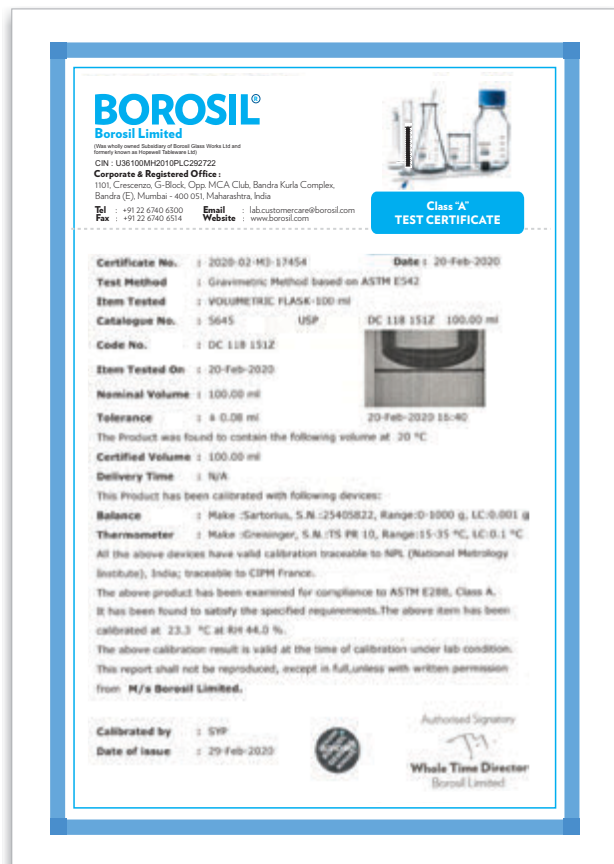 BOROSIL®
Borosil Limited
(Was wholly owned Subsidiary of Borosil Glass Works Ltd and
formerly known as Hopewell Tableware Ltd)
CIN : U36100MH2010PLC292722
Corporate & Registered Office :
1101, Crescenzo, G-Block, Opp. MCA Club, Bandra Kurla Complex,
Bandra (E), Mumbai - 400 051, Maharashtra, India
Tel : +91 22 6740 6300 Email : lab.customercare@borosil.com
Fax : +91 22 6740 6514 Website : www.borosil.com
Class "A"
TEST CERTIFICATE
Certificate No. : 2020-02-M3-17454 Date : 20-Feb-2020
Test Method : Gravimetric Method based on ASTM E542
Item Tested : VOLUMETRIC FLASK-100 ml
Catalogue No. : 5645 USP DC 118 151Z 100.00 ml
Code No. : DC 118 151Z
Item Tested On : 20-Feb-2020
Nominal Volume : 100.00 ml
Tolerance : ± 0.08 ml 20-Feb-2020 16:40
The Product was found to contain the following volume at 20 °C
Certified Volume : 100.00 ml
Delivery Time : N/A
This Product has been calibrated with following devices:
Balance : Make :Sartorius, S.N.:25405822, Range:0-1000 g, LC:0.001 g
Thermometer : Make :Greisinger, S.N.:TS PR 10, Range:15-35 °C, LC:0.1 °C
All the above devices have valid calibration traceable to NPL (National Metrology
Institute), India; traceable to CIPM France.
The above product has been examined for compliance to ASTM E288, Class A.
It has been found to satisfy the specified requirements.The above item has been
calibrated at 23.3 °C at RH 44.0 %.
The above calibration result is valid at the time of calibration under lab condition.
This report shall not be reproduced, except in full,unless with written permission
from M/s Borosil Limited.
Authorised Signatory
Calibrated by : SYP
Date of issue : 29-Feb-2020
BOROSIL
Whole Time Director
Borosil Limited